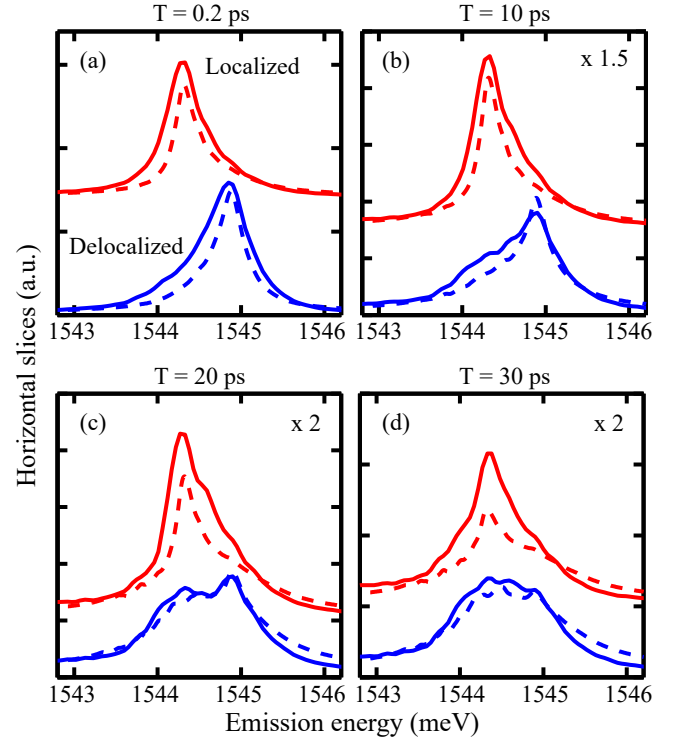 T = 0.2 ps
T = 10 ps
(a)
Localized
Delocalized
(b)
x 1.5
1543 1544 1545 1546
1543 1544 1545 1546
T = 20 ps
T = 30 ps
(c)
x 2
(d)
x 2
1543 1544 1545 1546
1543 1544 1545 1546
Horizontal slices (a.u.)
Emission energy (meV)